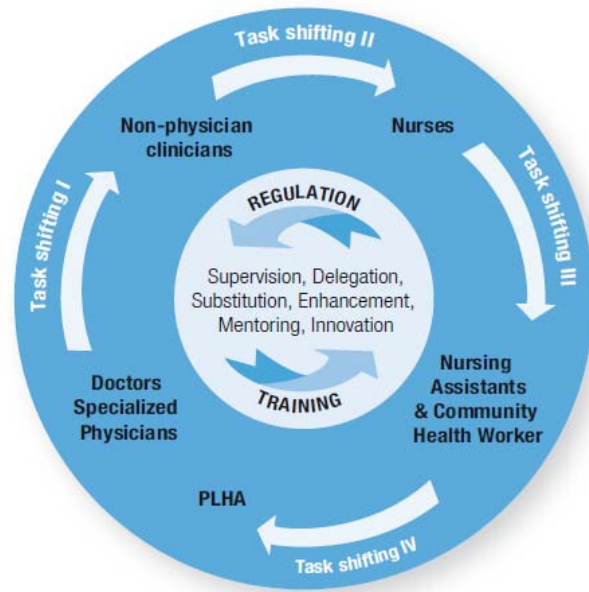 Task shifting II
Non-physician
clinicians
Nurses
Task shifting I
Task shifting III
REGULATION
Supervision, Delegation,
Substitution, Enhancement,
Mentoring, Innovation
TRAINING
Doctors
Specialized
Physicians
Nursing
Assistants
& Community
Health Worker
PLHA
Task shifting IV